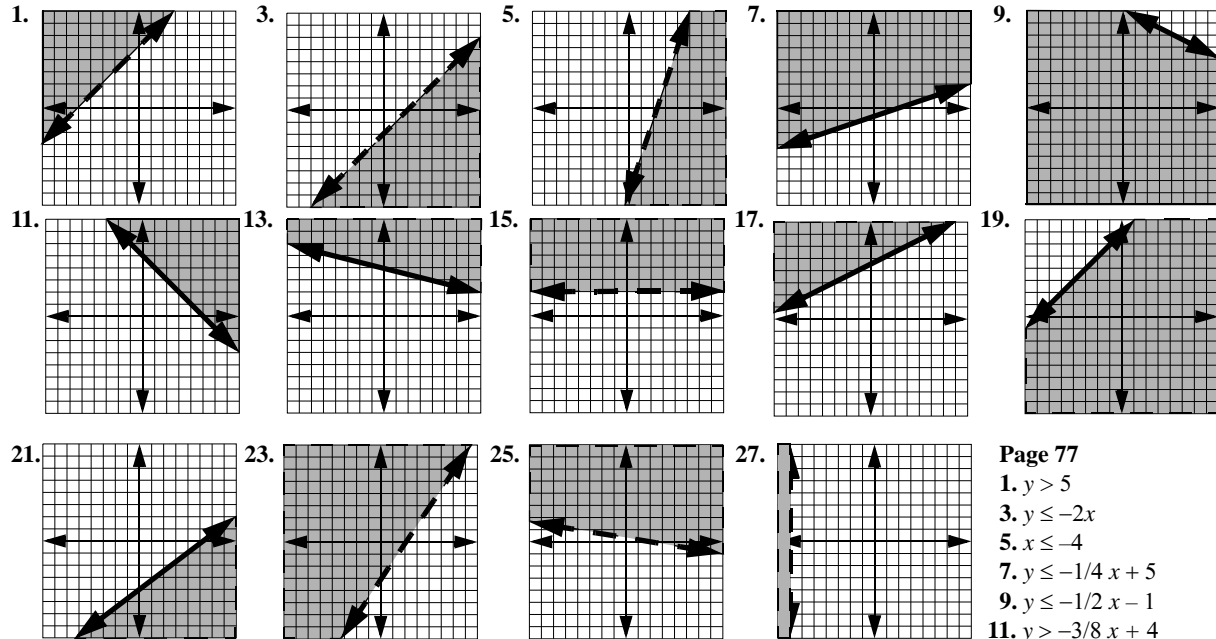 1. 3. 5. 7. 9.
11. 13. 15. 17. 19.
21. 23. 25. 27.
Page 77
1. y > 5
3. y ≤ –2x
5. x ≤ –4
7. y ≤ –1/4 x + 5
9. y ≤ –1/2 x – 1
11. y > –3/8 x + 4